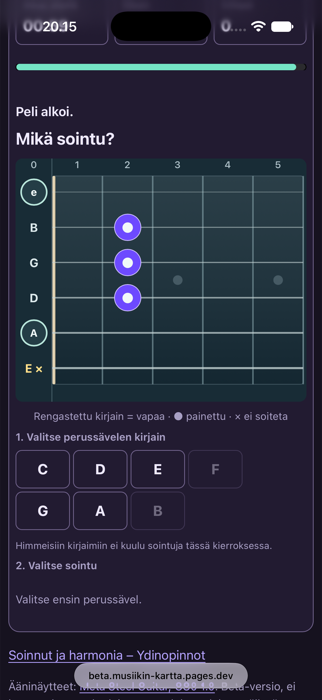 20.15
Peli alkoi.
Mikä sointu?
0 1 2 3 4 5
e
B
G
D
A
E ×
Rengastettu kirjain = vapaa · ● painettu · × ei soiteta
1. Valitse perussävelen kirjain
C D E F
G A B
Himmeisiin kirjaimiin ei kuulu sointuja tässä kierroksessa.
2. Valitse sointu
Valitse ensin perussävel.
Soinnut ja harmonia – Ydinopinnot
beta.musiikin-kartta.pages.dev
Ääninäytteet: Beta-versio, ei